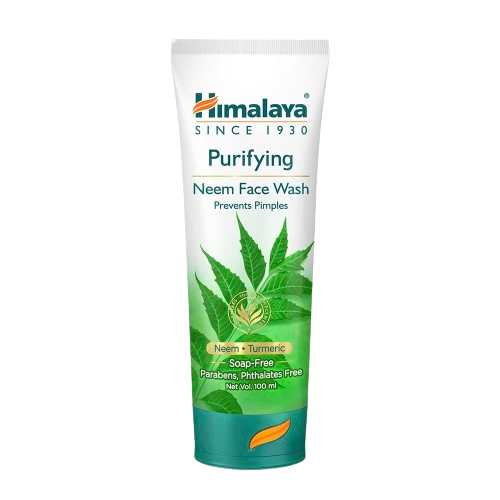 Himalaya®
SINCE 1930
Purifying
Neem Face Wash
Prevents Pimples
Neem • Turmeric
Soap-Free
Parabens, Phthalates Free
Net Vol. 100 ml